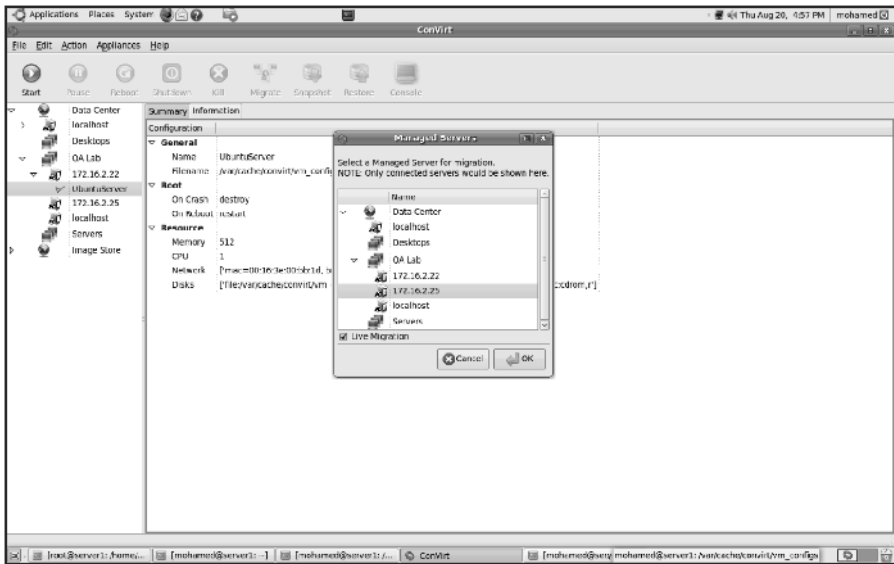 Applications Places System
Thu Aug 20, 4:57 PM mohamed
ConVirt
File Edit Action Appliances Help
Start Pause Reboot Shutdown Kill Migrate Snapshot Restore Console
Data Center
localhost
Desktops
QA Lab
172.16.2.22
UbuntuServer
172.16.2.25
localhost
Servers
Image Store
Summary Information
Configuration
General
Name UbuntuServer
Filename /var/cache/convirt/vm_config
Boot
On Crash destroy
On Reboot restart
Resource
Memory 512
CPU 1
Network ['mac=00:16:3e:00:bb:1d,
Disks ['file:/var/cache/convirt/vm
:cdrom,r']
Managed Servers
Select a Managed Server for migration.
NOTE: Only connected servers would be shown here.
Name
Data Center
localhost
Desktops
QA Lab
172.16.2.22
172.16.2.25
localhost
Servers
Live Migration
Cancel OK
[root@server1:/home/... [mohamed@server1:~] [mohamed@server1:/... ConVirt [mohamed@serv mohamed@server1:/var/cache/convirt/vm_configs